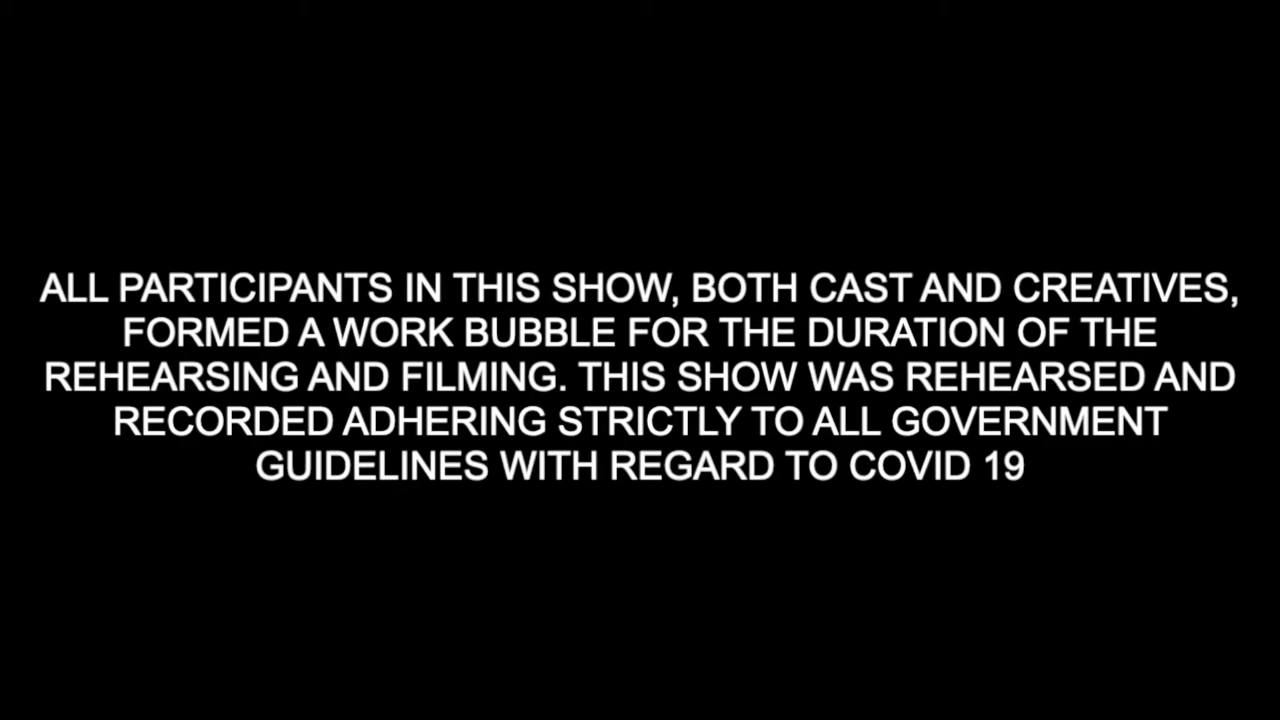 ALL PARTICIPANTS IN THIS SHOW, BOTH CAST AND CREATIVES,
FORMED A WORK BUBBLE FOR THE DURATION OF THE
REHEARSING AND FILMING. THIS SHOW WAS REHEARSED AND
RECORDED ADHERING STRICTLY TO ALL GOVERNMENT
GUIDELINES WITH REGARD TO COVID 19